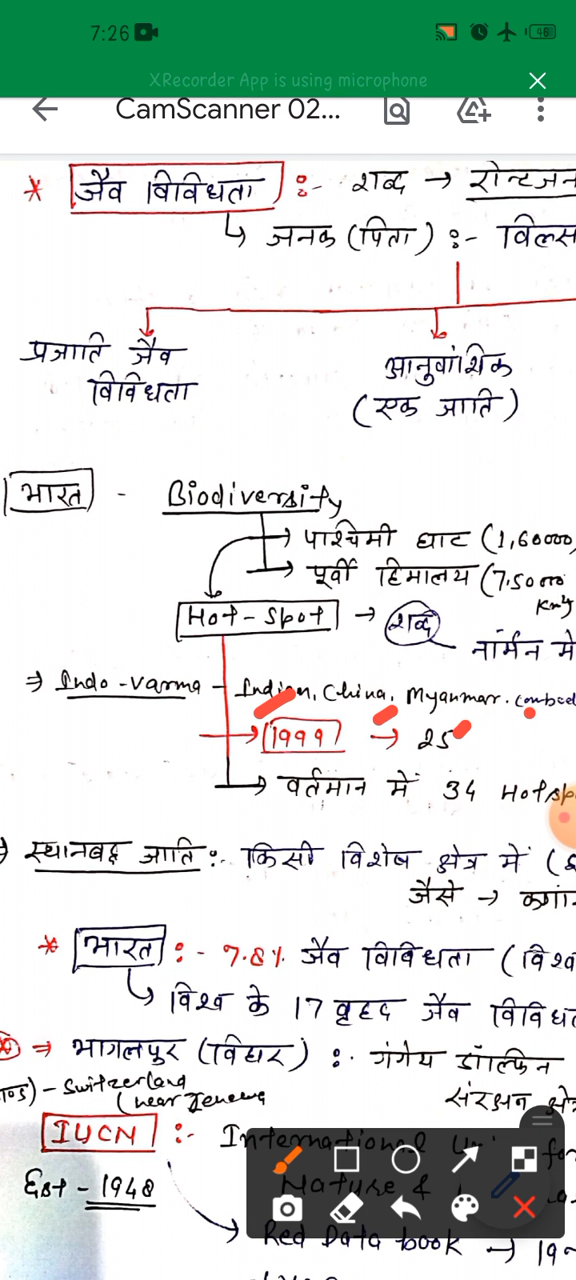 7:26
46
XRecorder App is using microphone
CamScanner 02...
* जैव विविधता :- शब्द → रोन्टजन
↳ जनक (पिता) :- विल्स
प्रजाति जैव
विविधता
आनुवांशिक
(एक जाति)
भारत - Biodiversity
→ पाश्चिमी घाट (1,60000
→ पूर्वी हिमालय (7.50000
Km²
Hot-Spot → शब्द
नॉर्मन मे
⇒ Indo-varma - Indian, China, Myanmar.
1999 → 25
→ वर्तमान में 34 Hotsp
स्थानबद्द जाति :- किसी विशेष क्षेत्र में
जैसे →
* भारत :- 7.8% जैव विविधता (विश्व
↳ विश्व के 17 वृहद जैव विविधत
⇒ भागलपुर (विहार) :- गंगेय डॉल्फिन
संरक्षण क्षे
- Switzerland
(near Geneva
IUCN :- International
Est - 1948
Nature &
→ Red Data book → 19